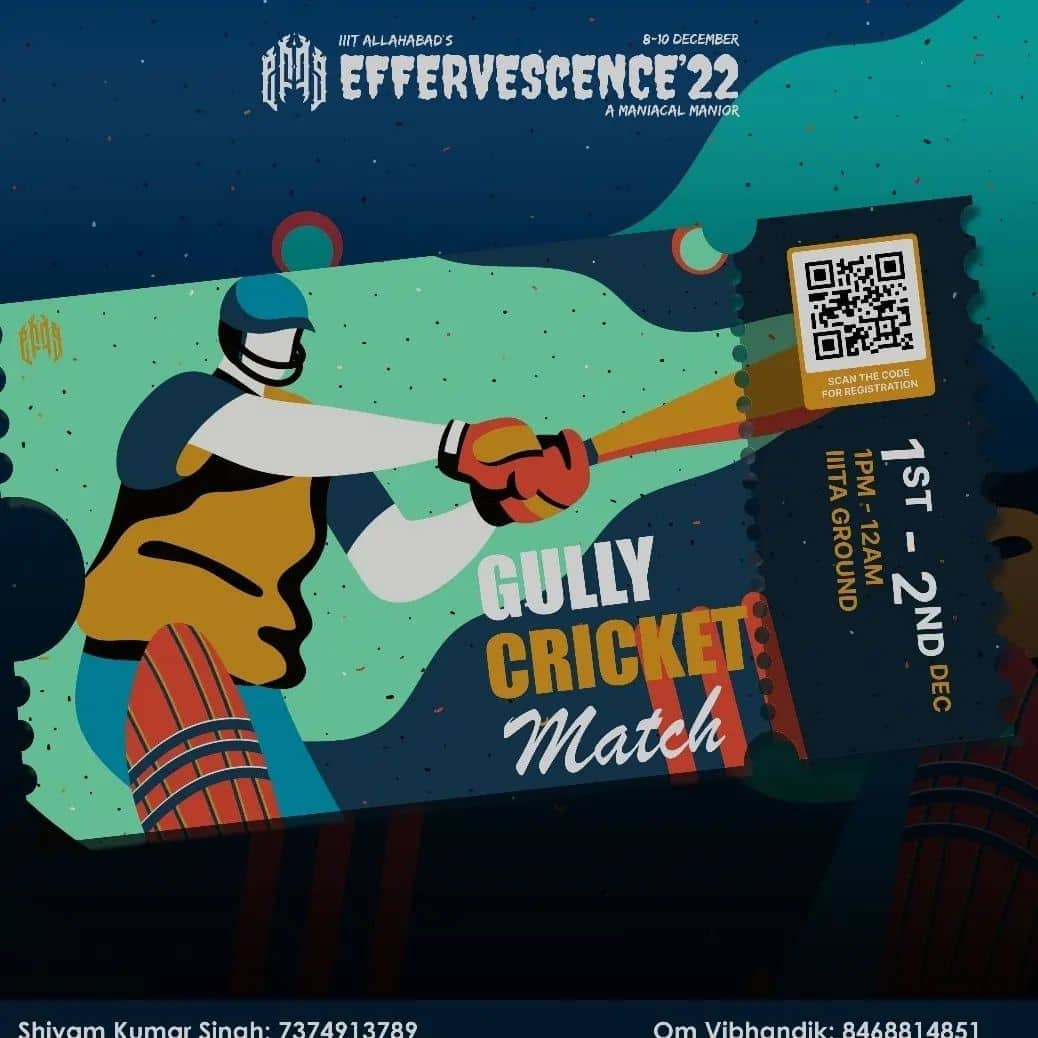 IIIT ALLAHABAD'S
8-10 DECEMBER
EFFERVESCENCE'22
A MANIACAL MANIOR
SCAN THE CODE
FOR REGISTRATION
1ST - 2ND DEC
1PM - 12AM
IIITA GROUND
GULLY
CRICKET
Match
Shivam Kumar Singh: 7374913789
Om Vibhandik: 8468814851